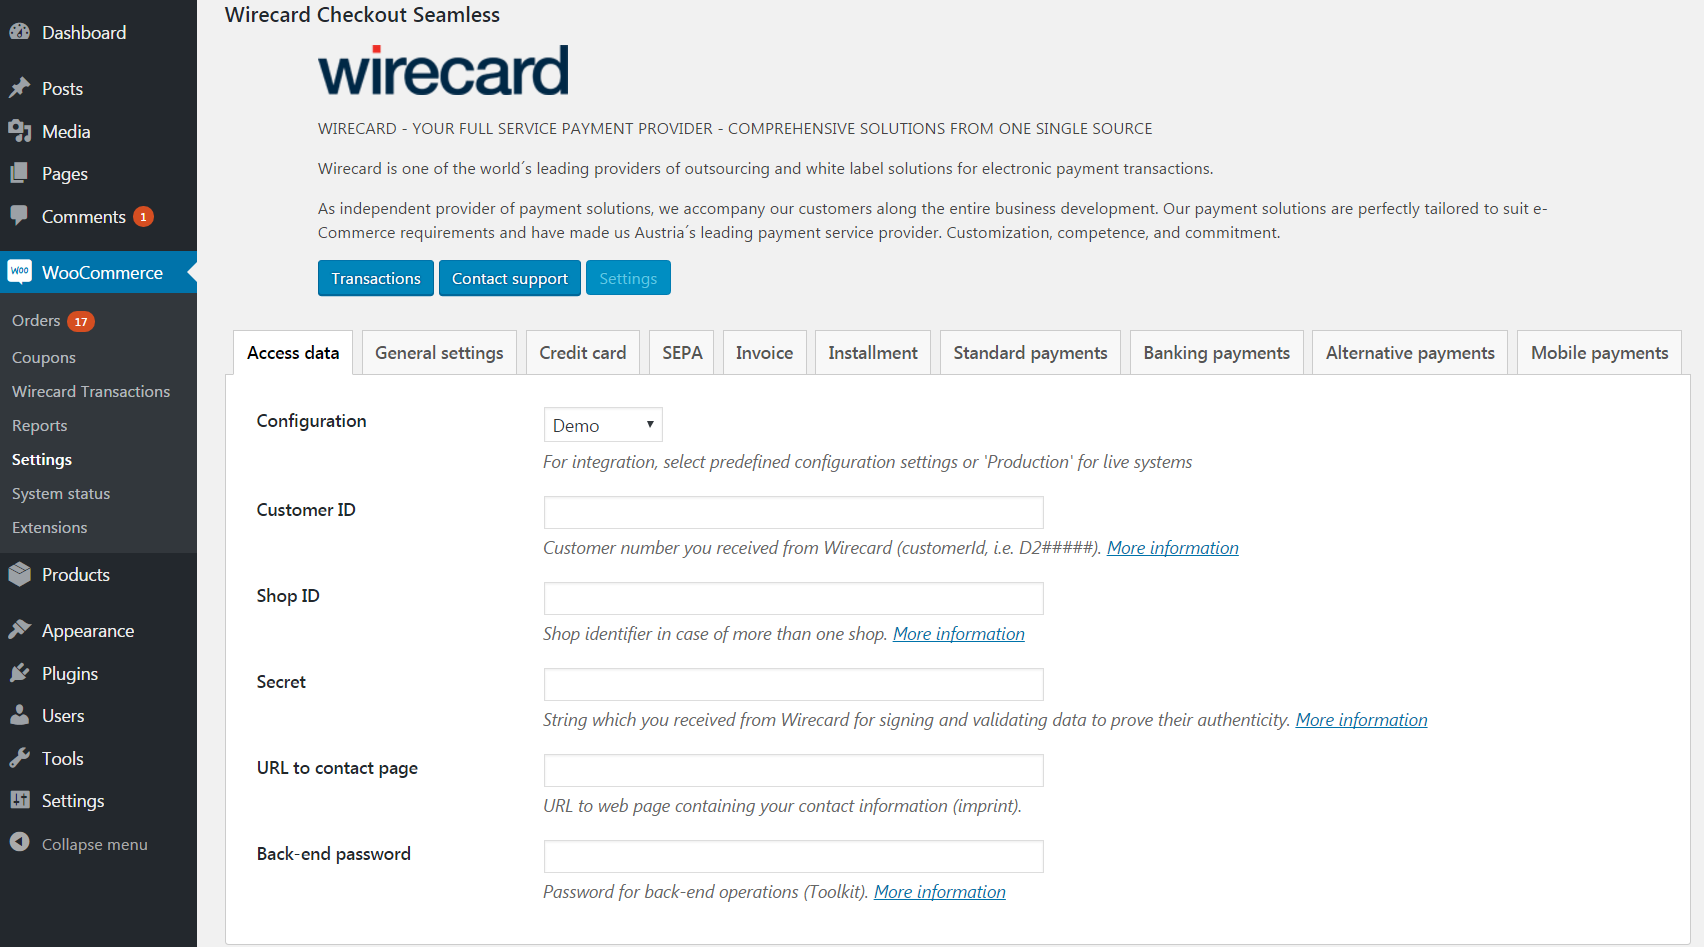 Dashboard
Posts
Media
Pages
Comments 1
WooCommerce
Orders 17
Coupons
Wirecard Transactions
Reports
Settings
System status
Extensions
Products
Appearance
Plugins
Users
Tools
Settings
Collapse menu
Wirecard Checkout Seamless
wirecard
WIRECARD - YOUR FULL SERVICE PAYMENT PROVIDER - COMPREHENSIVE SOLUTIONS FROM ONE SINGLE SOURCE
Wirecard is one of the world´s leading providers of outsourcing and white label solutions for electronic payment transactions.
As independent provider of payment solutions, we accompany our customers along the entire business development. Our payment solutions are perfectly tailored to suit e-
Commerce requirements and have made us Austria´s leading payment service provider. Customization, competence, and commitment.
Transactions Contact support Settings
Access data General settings Credit card SEPA Invoice Installment Standard payments Banking payments Alternative payments Mobile payments
Configuration Demo
For integration, select predefined configuration settings or 'Production' for live systems
Customer ID
Customer number you received from Wirecard (customerId, i.e. D2#####). More information
Shop ID
Shop identifier in case of more than one shop. More information
Secret
String which you received from Wirecard for signing and validating data to prove their authenticity. More information
URL to contact page
URL to web page containing your contact information (imprint).
Back-end password
Password for back-end operations (Toolkit). More information